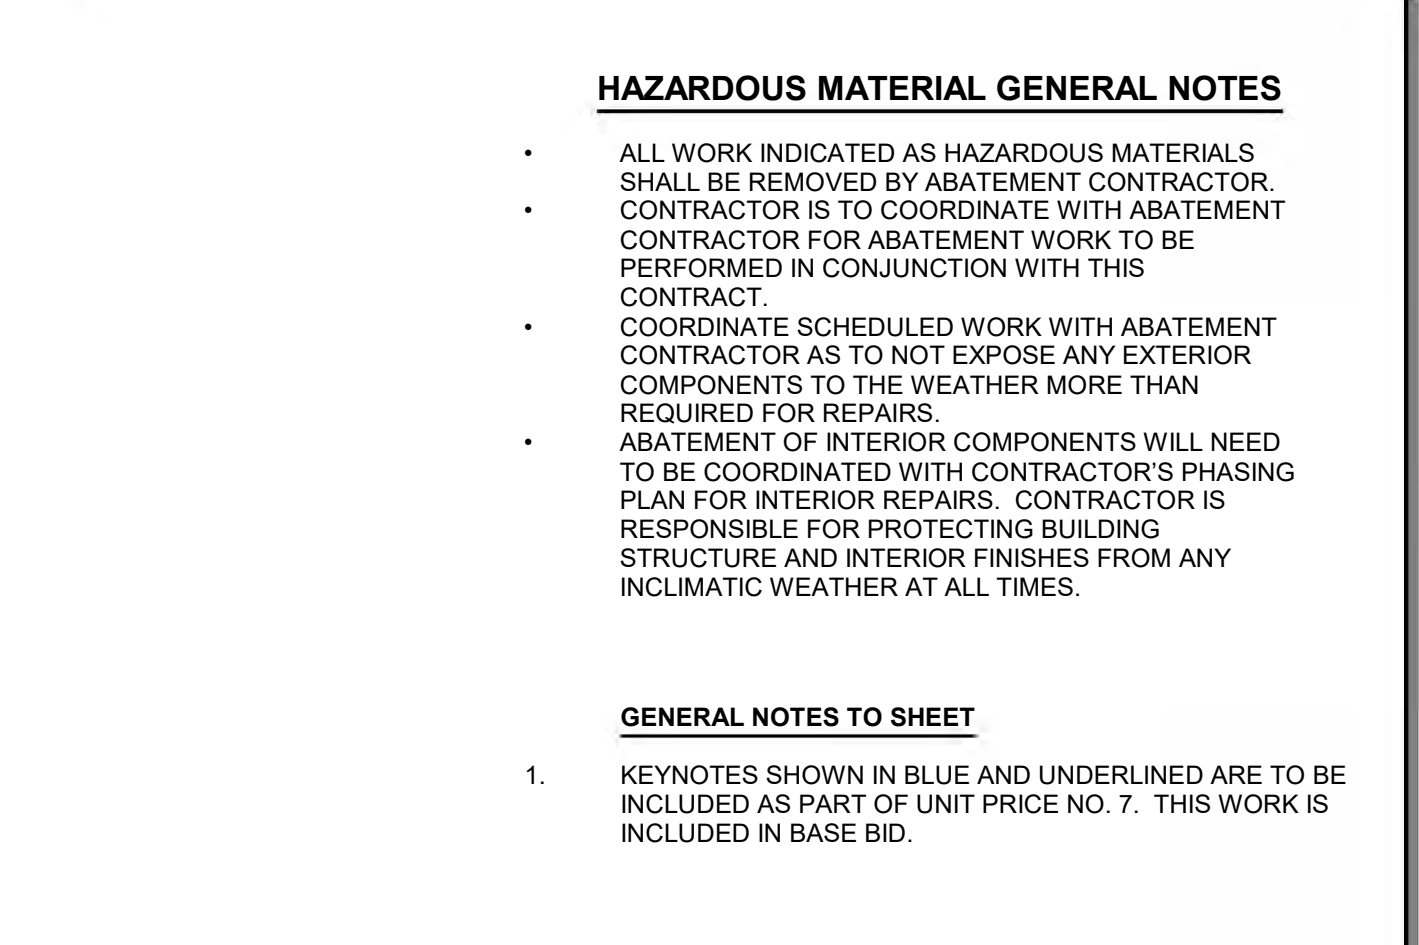 HAZARDOUS MATERIAL GENERAL NOTES
• ALL WORK INDICATED AS HAZARDOUS MATERIALS
SHALL BE REMOVED BY ABATEMENT CONTRACTOR.
• CONTRACTOR IS TO COORDINATE WITH ABATEMENT
CONTRACTOR FOR ABATEMENT WORK TO BE
PERFORMED IN CONJUNCTION WITH THIS
CONTRACT.
• COORDINATE SCHEDULED WORK WITH ABATEMENT
CONTRACTOR AS TO NOT EXPOSE ANY EXTERIOR
COMPONENTS TO THE WEATHER MORE THAN
REQUIRED FOR REPAIRS.
• ABATEMENT OF INTERIOR COMPONENTS WILL NEED
TO BE COORDINATED WITH CONTRACTOR’S PHASING
PLAN FOR INTERIOR REPAIRS.  CONTRACTOR IS
RESPONSIBLE FOR PROTECTING BUILDING
STRUCTURE AND INTERIOR FINISHES FROM ANY
INCLIMATIC WEATHER AT ALL TIMES.
GENERAL NOTES TO SHEET
1. KEYNOTES SHOWN IN BLUE AND UNDERLINED ARE TO BE
INCLUDED AS PART OF UNIT PRICE NO. 7.  THIS WORK IS
INCLUDED IN BASE BID.